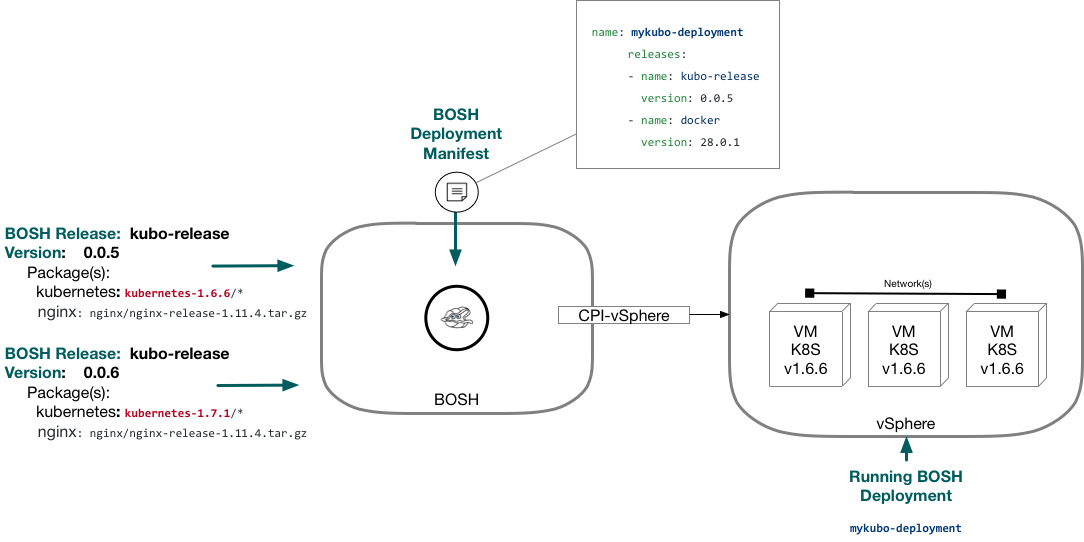 name: mykubo-deployment
releases:
- name: kubo-release
version: 0.0.5
- name: docker
version: 28.0.1
BOSH
Deployment
Manifest
BOSH Release: kubo-release
Version: 0.0.5
Package(s):
kubernetes: kubernetes-1.6.6/*
nginx: nginx/nginx-release-1.11.4.tar.gz
BOSH Release: kubo-release
Version: 0.0.6
Package(s):
kubernetes: kubernetes-1.7.1/*
nginx: nginx/nginx-release-1.11.4.tar.gz
BOSH
CPI-vSphere
Network(s)
VM
K8S
v1.6.6
VM
K8S
v1.6.6
VM
K8S
v1.6.6
vSphere
Running BOSH
Deployment
mykubo-deployment